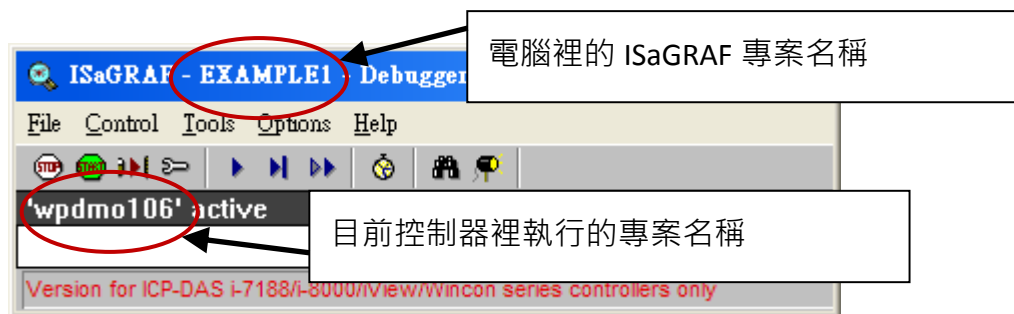 電腦裡的 ISaGRAF 專案名稱
ISaGRAF - EXAMPLE1 - Debugger
File Control Tools Options Help
STOP START
'wpdmo106' active
目前控制器裡執行的專案名稱
Version for ICP-DAS i-7188/i-8000/iView/Wincon series controllers only